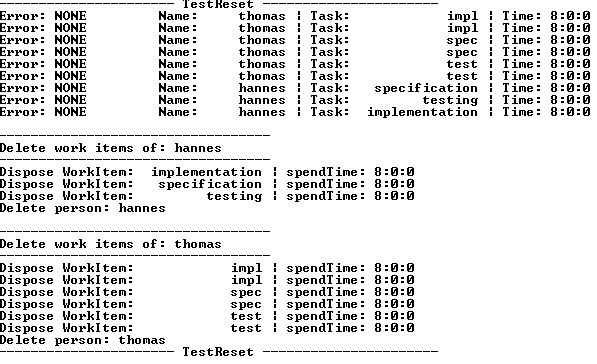 ---------------------- TestReset ----------------------
Error: NONE         Name:     thomas | Task:            impl | Time: 8:0:0
Error: NONE         Name:     thomas | Task:            impl | Time: 8:0:0
Error: NONE         Name:     thomas | Task:            spec | Time: 8:0:0
Error: NONE         Name:     thomas | Task:            spec | Time: 8:0:0
Error: NONE         Name:     thomas | Task:            test | Time: 8:0:0
Error: NONE         Name:     thomas | Task:            test | Time: 8:0:0
Error: NONE         Name:     hannes | Task:   specification | Time: 8:0:0
Error: NONE         Name:     hannes | Task:         testing | Time: 8:0:0
Error: NONE         Name:     hannes | Task:  implementation | Time: 8:0:0
----------------------------------
Delete work items of: hannes
----------------------------------
Dispose WorkItem:  implementation | spendTime: 8:0:0
Dispose WorkItem:   specification | spendTime: 8:0:0
Dispose WorkItem:         testing | spendTime: 8:0:0
Delete person: hannes
----------------------------------
Delete work items of: thomas
----------------------------------
Dispose WorkItem:            impl | spendTime: 8:0:0
Dispose WorkItem:            impl | spendTime: 8:0:0
Dispose WorkItem:            spec | spendTime: 8:0:0
Dispose WorkItem:            spec | spendTime: 8:0:0
Dispose WorkItem:            test | spendTime: 8:0:0
Dispose WorkItem:            test | spendTime: 8:0:0
Delete person: thomas
---------------------- TestReset ----------------------